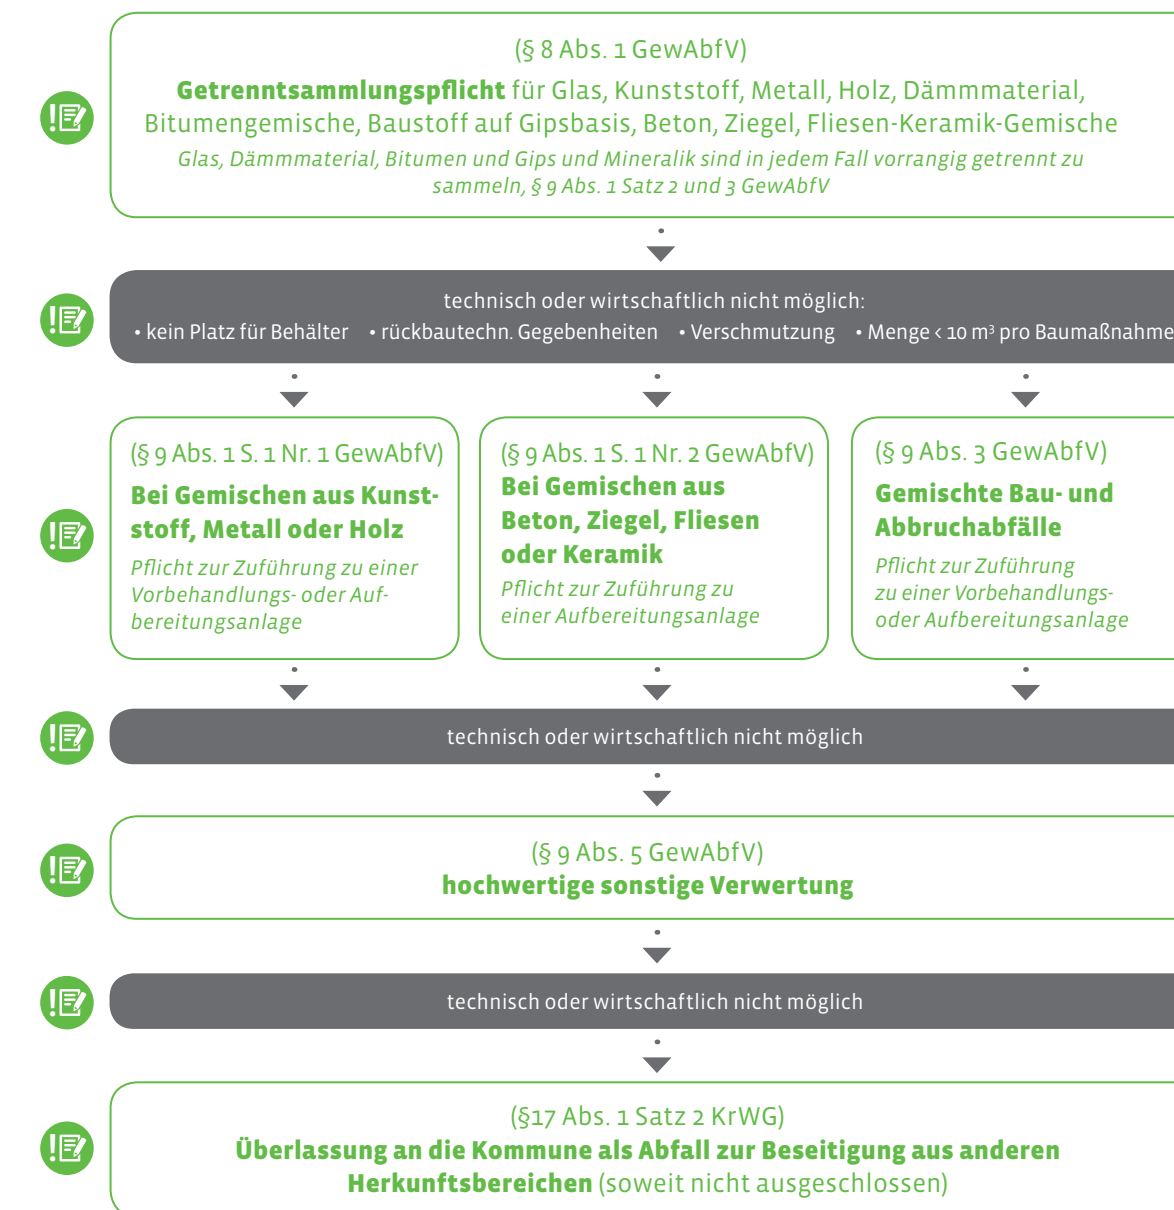 (§ 8 Abs. 1 GewAbfV)
Getrenntsammlungspflicht für Glas, Kunststoff, Metall, Holz, Dämmmaterial,
Bitumengemische, Baustoff auf Gipsbasis, Beton, Ziegel, Fliesen-Keramik-Gemische
Glas, Dämmmaterial, Bitumen und Gips und Mineralik sind in jedem Fall vorrangig getrennt zu
sammeln, § 9 Abs. 1 Satz 2 und 3 GewAbfV
technisch oder wirtschaftlich nicht möglich:
• kein Platz für Behälter • rückbautechn. Gegebenheiten • Verschmutzung • Menge < 10 m³ pro Baumaßnahme
(§ 9 Abs. 1 S. 1 Nr. 1 GewAbfV)
Bei Gemischen aus Kunst-
stoff, Metall oder Holz
Pflicht zur Zuführung zu einer
Vorbehandlungs- oder Auf-
bereitungsanlage
(§ 9 Abs. 1 S. 1 Nr. 2 GewAbfV)
Bei Gemischen aus
Beton, Ziegel, Fliesen
oder Keramik
Pflicht zur Zuführung zu
einer Aufbereitungsanlage
(§ 9 Abs. 3 GewAbfV)
Gemischte Bau- und
Abbruchabfälle
Pflicht zur Zuführung
zu einer Vorbehandlungs-
oder Aufbereitungsanlage
technisch oder wirtschaftlich nicht möglich
(§ 9 Abs. 5 GewAbfV)
hochwertige sonstige Verwertung
technisch oder wirtschaftlich nicht möglich
(§17 Abs. 1 Satz 2 KrWG)
Überlassung an die Kommune als Abfall zur Beseitigung aus anderen
Herkunftsbereichen (soweit nicht ausgeschlossen)